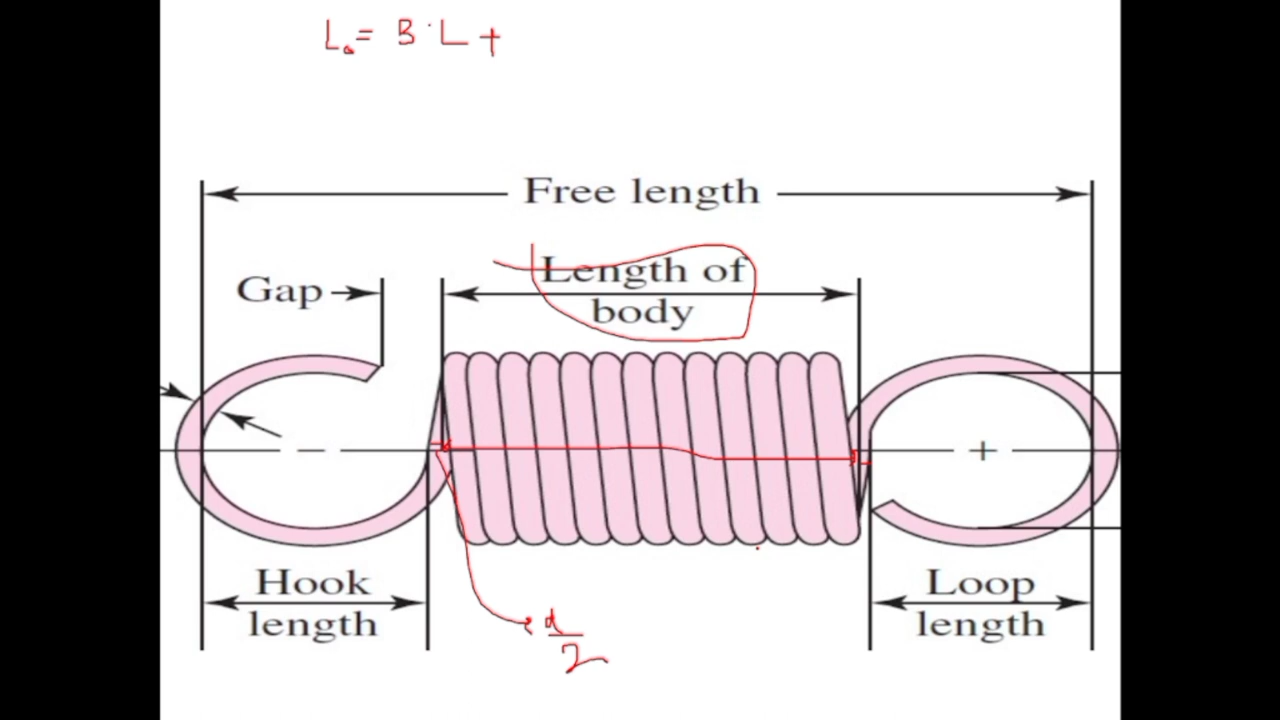 L₀= B·L +
Free length
Gap
Length of
body
Hook
length
Loop
length
d/2